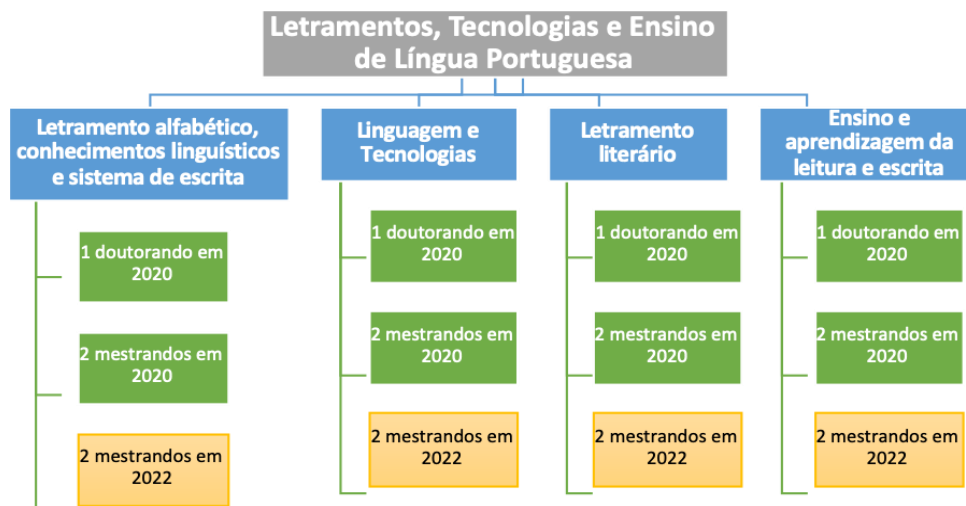 Letramentos, Tecnologias e Ensino
de Língua Portuguesa
Letramento alfabético,
conhecimentos linguísticos
e sistema de escrita
1 doutorando em
2020
2 mestrandos em
2020
2 mestrandos em
2022
Linguagem e
Tecnologias
1 doutorando em
2020
2 mestrandos em
2020
2 mestrandos em
2022
Letramento
literário
1 doutorando em
2020
2 mestrandos em
2020
2 mestrandos em
2022
Ensino e
aprendizagem da
leitura e escrita
1 doutorando em
2020
2 mestrandos em
2020
2 mestrandos em
2022